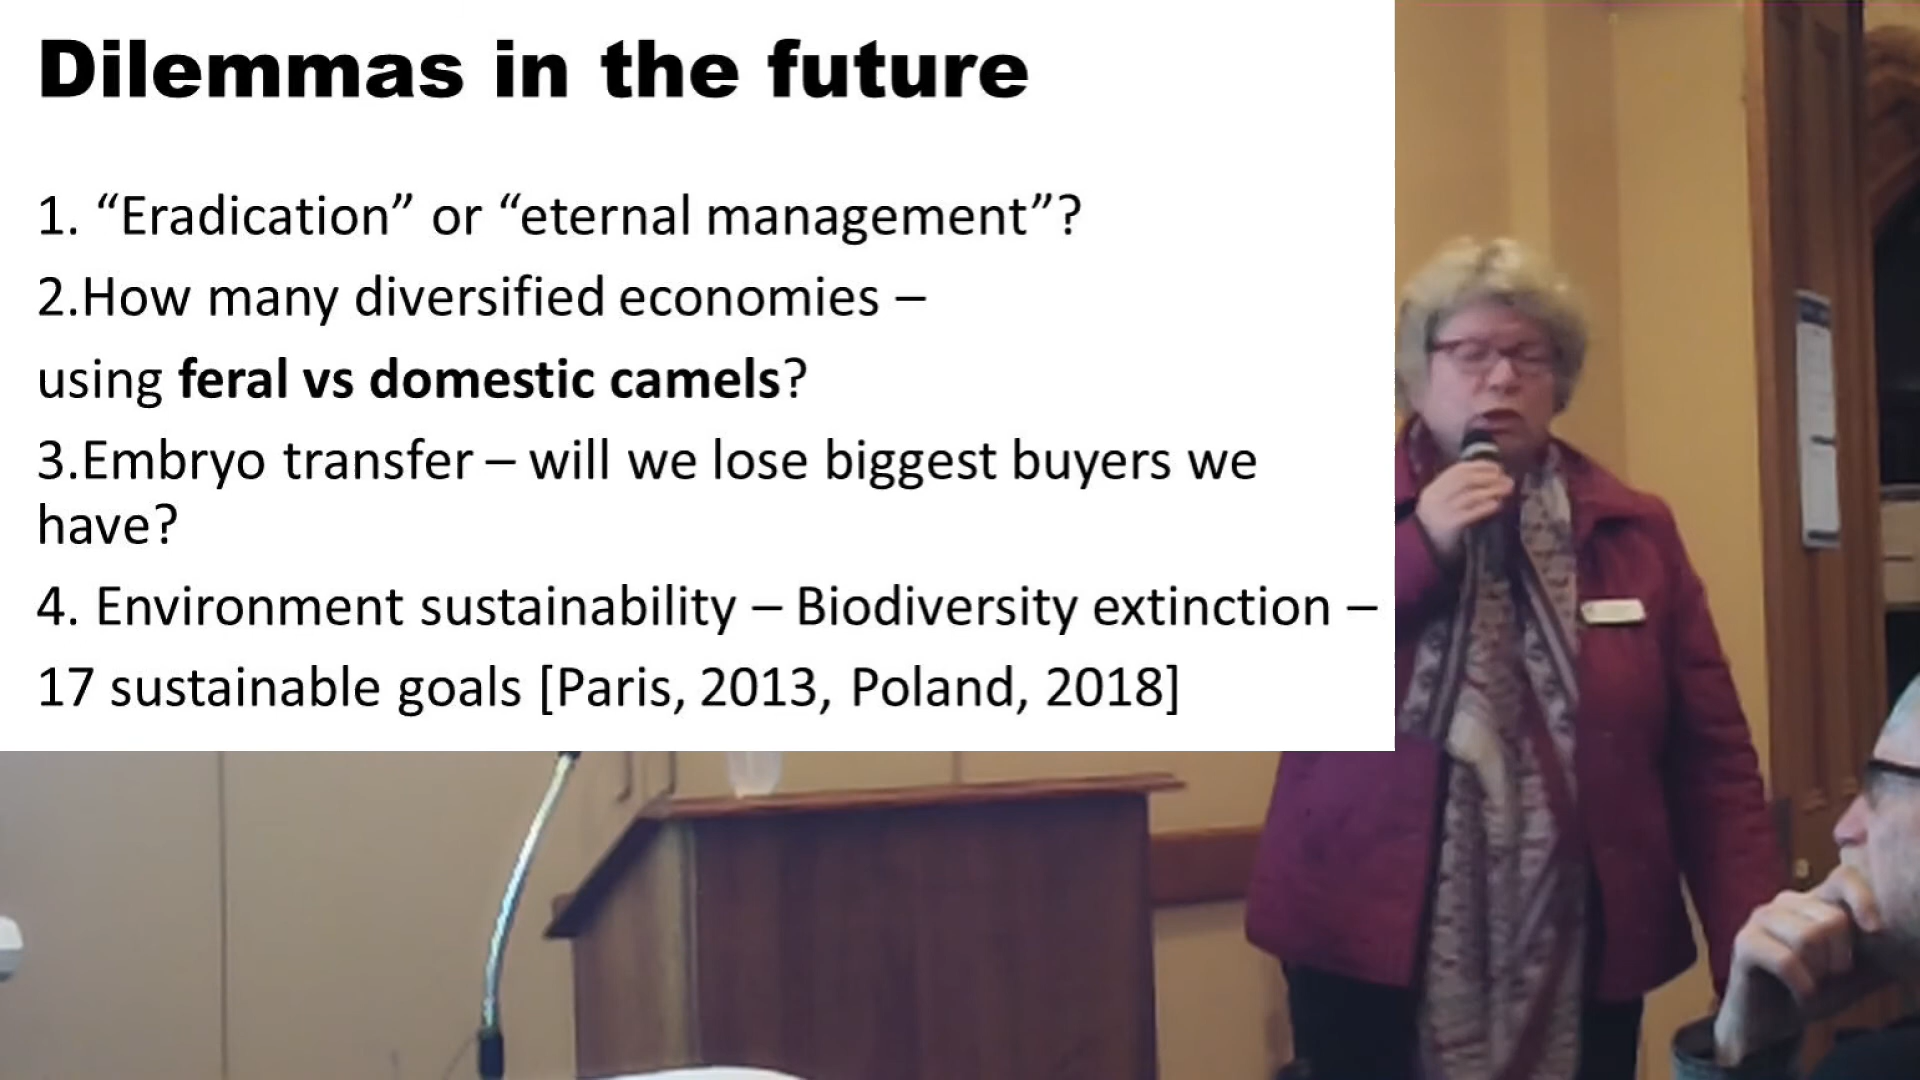 Dilemmas in the future
1. “Eradication” or “eternal management”?
2.How many diversified economies –
using feral vs domestic camels?
3.Embryo transfer – will we lose biggest buyers we
have?
4. Environment sustainability – Biodiversity extinction –
17 sustainable goals [Paris, 2013, Poland, 2018]